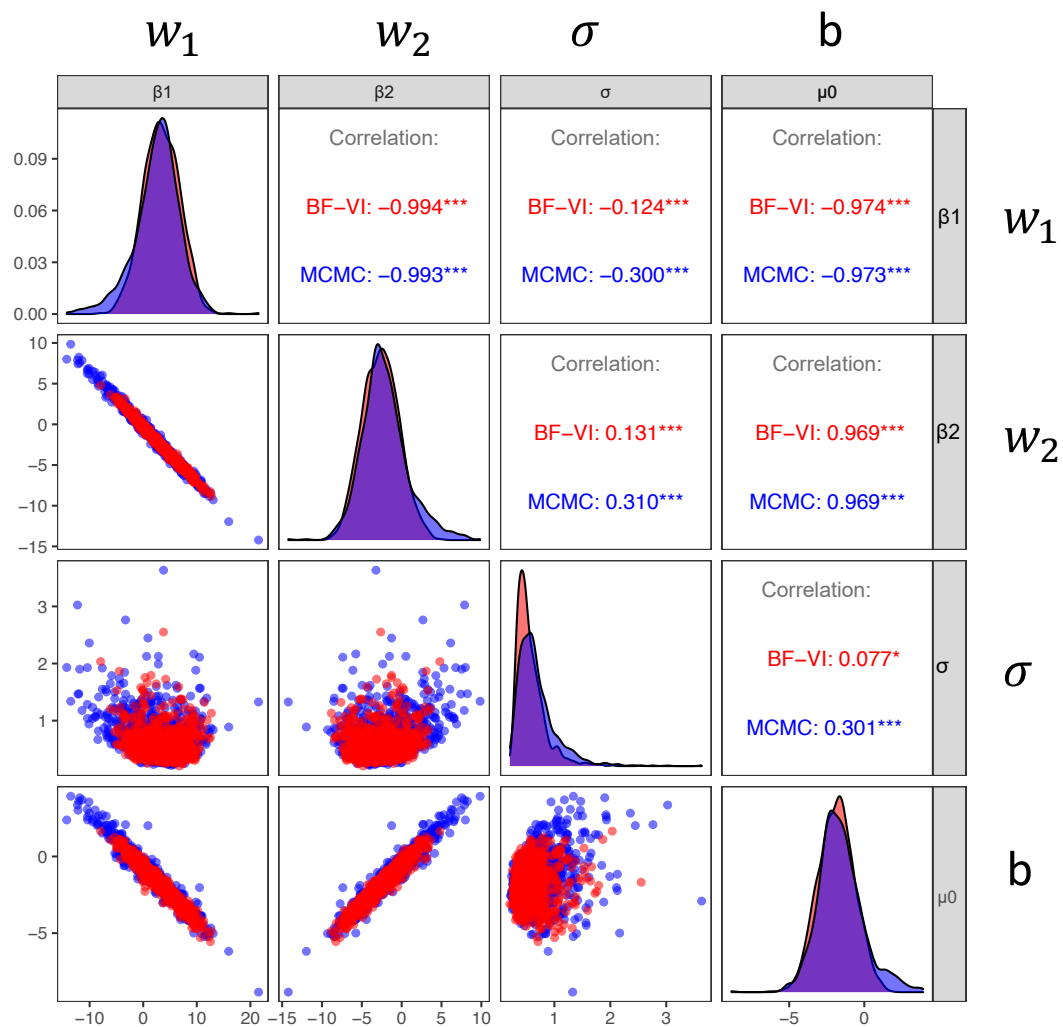 w₁ w₂ σ b
β1 β2 σ μ0
Correlation: Correlation: Correlation:
0.09
BF−VI: −0.994*** BF−VI: −0.124*** BF−VI: −0.974***
0.06
β1 w₁
0.03
MCMC: −0.993*** MCMC: −0.300*** MCMC: −0.973***
0.00
10
Correlation: Correlation:
5
0
BF−VI: 0.131*** BF−VI: 0.969***
β2 w₂
−5
MCMC: 0.310*** MCMC: 0.969***
−10
−15
Correlation:
3
BF−VI: 0.077*
2
σ σ
MCMC: 0.301***
1
0
μ0 b
−5
−10 0 10 20 −15 −10 −5 0 5 10 1 2 3 −5 0